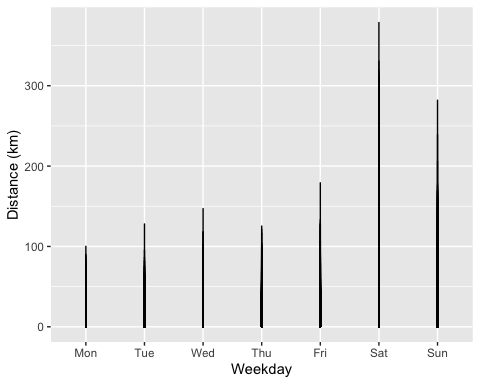 Distance (km)
300
200
100
0
Mon Tue Wed Thu Fri Sat Sun
Weekday